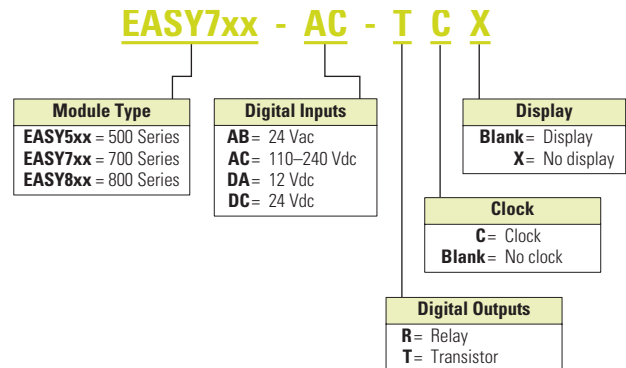 EASY7xx - AC - T C X
Module Type
EASY5xx = 500 Series
EASY7xx = 700 Series
EASY8xx = 800 Series
Digital Inputs
AB= 24 Vac
AC= 110–240 Vdc
DA= 12 Vdc
DC= 24 Vdc
Display
Blank= Display
X= No display
Clock
C= Clock
Blank= No clock
Digital Outputs
R= Relay
T= Transistor